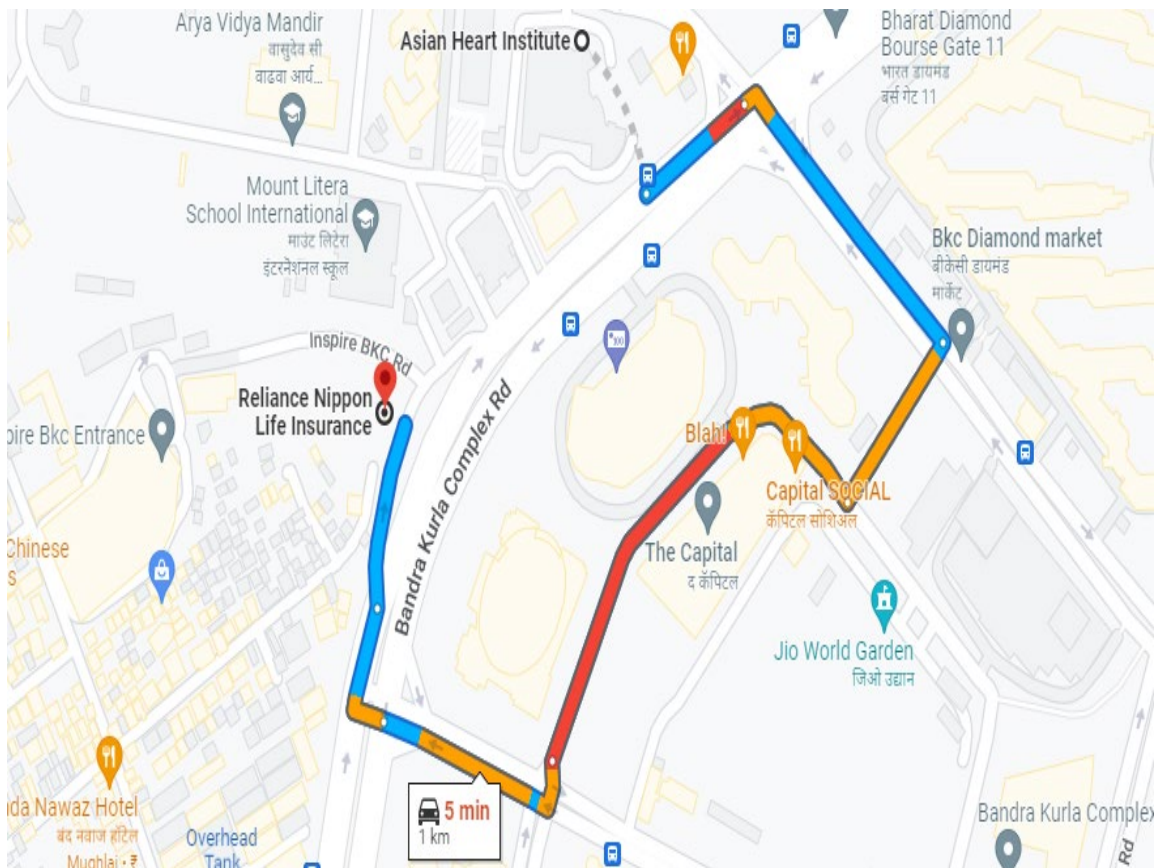 Arya Vidya Mandir
वासुदेव सी
वाढवा आर्य...
Asian Heart Institute
Bharat Diamond
Bourse Gate 11
भारत डायमंड
बर्स गेट 11
Mount Litera
School International
माउंट लिटेरा
इंटरनॅशनल स्कूल
Bkc Diamond market
बीकेसी डायमंड
मार्केट
Inspire BKC Rd
Reliance Nippon
Life Insurance
pire Bkc Entrance
Bandra Kurla Complex Rd
Blah!
Capital SOCIAL
कॅपिटल सोशिअल
The Capital
द कॅपिटल
Chinese
s
Jio World Garden
जिओ उद्यान
5 min
1 km
da Nawaz Hotel
बंद नवाज हॉटेल
Mughlai · ₹
Overhead
Tank
Bandra Kurla Complex
Rd